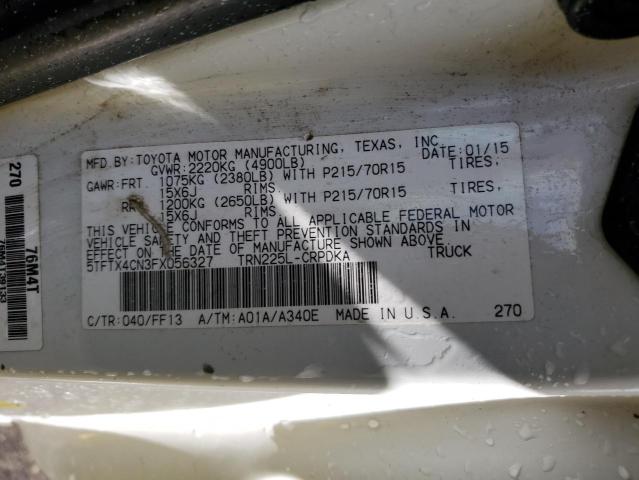 MFD.BY:TOYOTA MOTOR MANUFACTURING, TEXAS, INC.
GVWR:2220KG (4900LB) DATE:01/15
GAWR:FRT. 1075KG (2380LB) WITH P215/70R15 TIRES,
15X6J RIMS,
RR. 1200KG (2650LB) WITH P215/70R15 TIRES,
15X6J RIMS,
THIS VEHICLE CONFORMS TO ALL APPLICABLE FEDERAL MOTOR
VEHICLE SAFETY AND THEFT PREVENTION STANDARDS IN
EFFECT ON THE DATE OF MANUFACTURE SHOWN ABOVE.
5TFTX4CN3FX056327 TRN225L-CRPDKA TRUCK
C/TR:040/FF13 A/TM:A01A/A340E MADE IN U.S.A. 270
270
76M4T